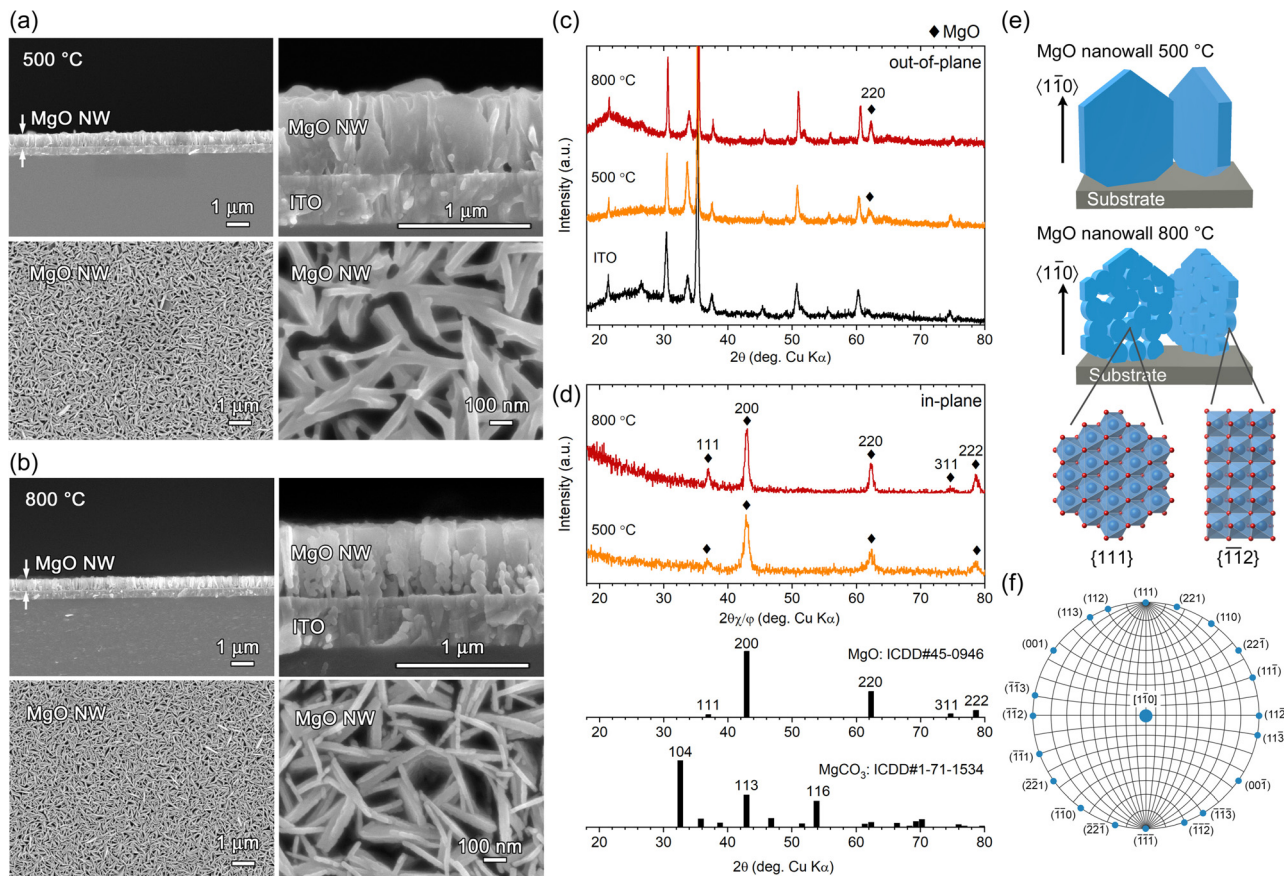 (a)
500 °C
MgO NW
1 μm
MgO NW
ITO
1 μm
MgO NW
1 μm
MgO NW
100 nm
(b)
800 °C
MgO NW
1 μm
MgO NW
ITO
1 μm
MgO NW
1 μm
MgO NW
100 nm
(c)
◆ MgO
out-of-plane
800 °C
220
500 °C
ITO
Intensity (a.u.)
20 30 40 50 60 70 80
2θ (deg. Cu Kα)
(d)
in-plane
800 °C
111
200
220
311
222
500 °C
Intensity (a.u.)
20 30 40 50 60 70 80
2θχ/φ (deg. Cu Kα)
200
MgO: ICDD#45-0946
111
220
311
222
20 30 40 50 60 70 80
104
MgCO₃: ICDD#1-71-1534
113
116
20 30 40 50 60 70 80
2θ (deg. Cu Kα)
(e)
MgO nanowall 500 °C
⟨11̅0⟩
Substrate
MgO nanowall 800 °C
⟨11̅0⟩
Substrate
{111}
{1̅1̅2}
(f)
(111)
(112)
(221)
(113)
(110)
(001)
(221̅)
(111̅)
(1̅1̅3)
[11̅0]
(1̅1̅2)
(112̅
(113̅
(1̅1̅1)
(001̅)
(2̅2̅1)
(1̅1̅0)
(1̅1̅3̅)
(2̅2̅1̅)
(1̅1̅2̅)
(1̅1̅1̅)